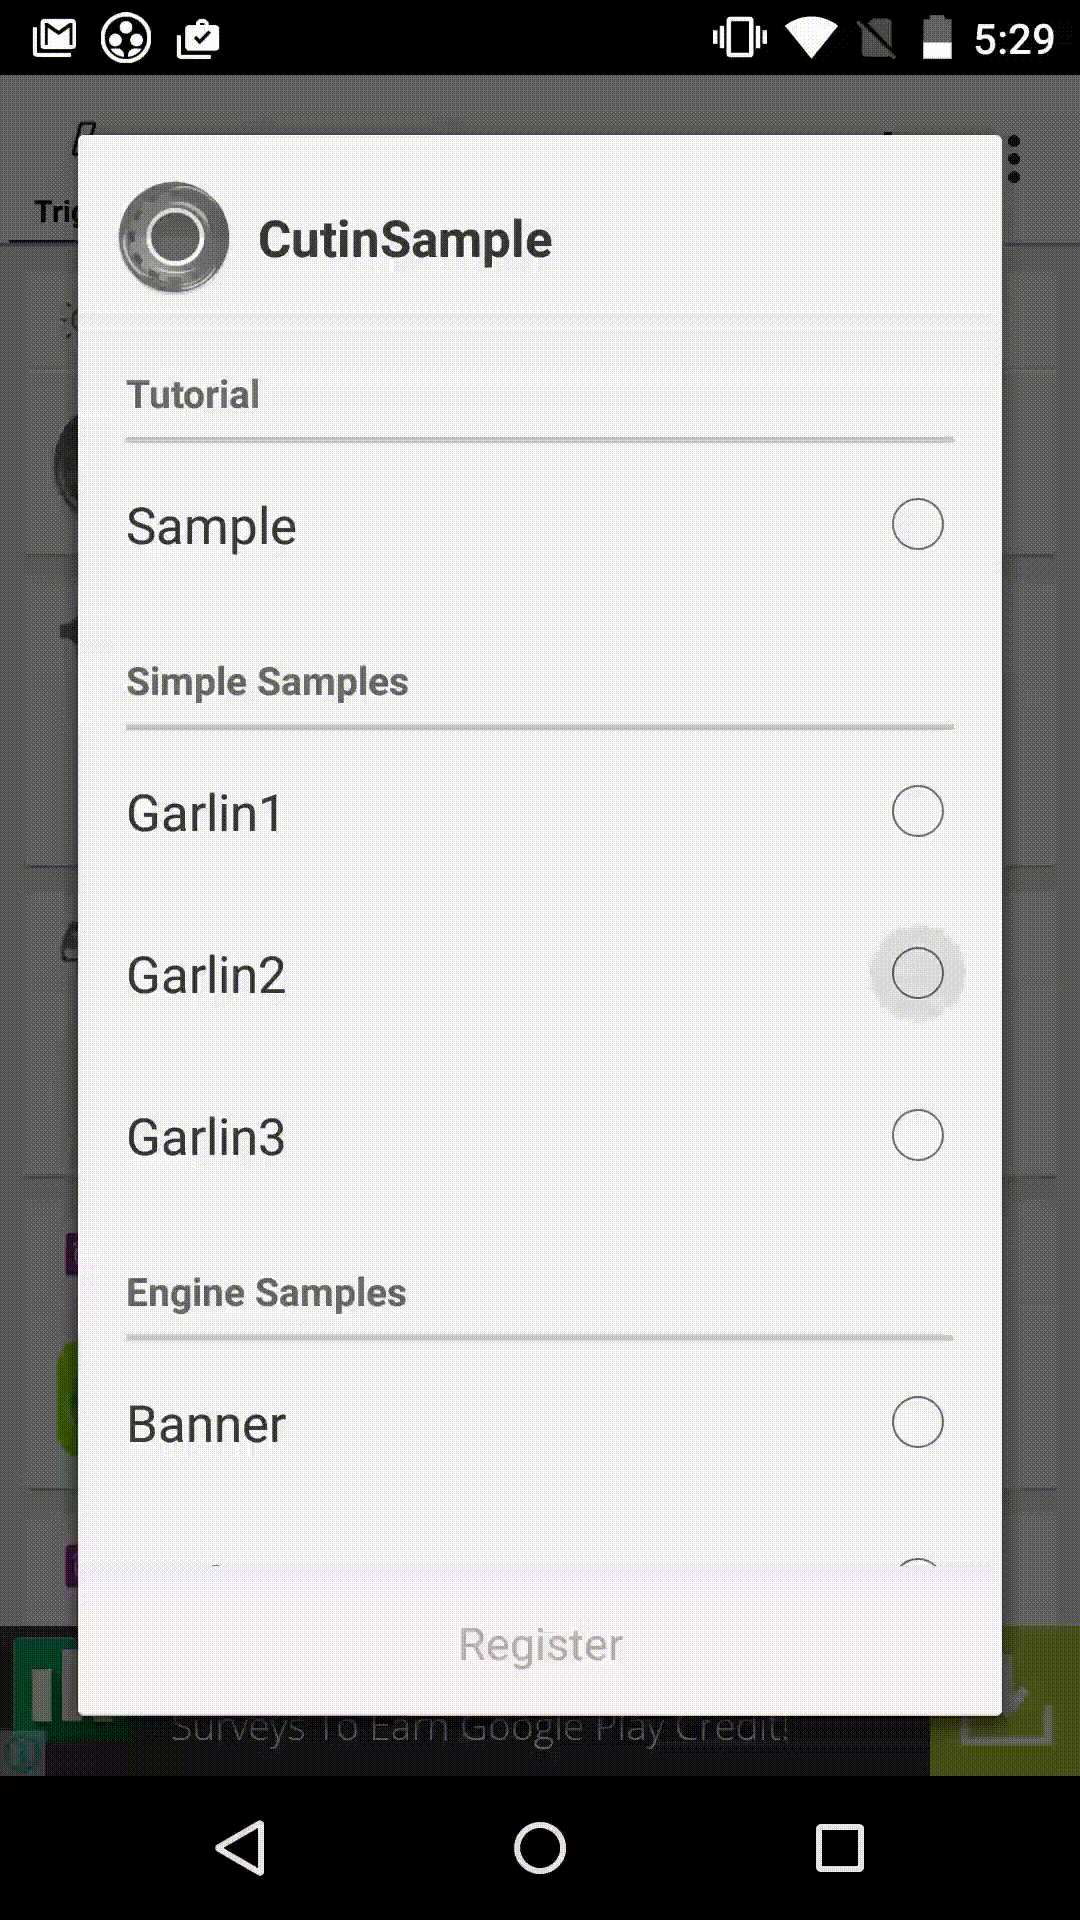 5:29
Trig
CutinSample
Tutorial
Sample
Simple Samples
Garlin1
Garlin2
Garlin3
Engine Samples
Banner
Register
Surveys To Earn Google Play Credit!